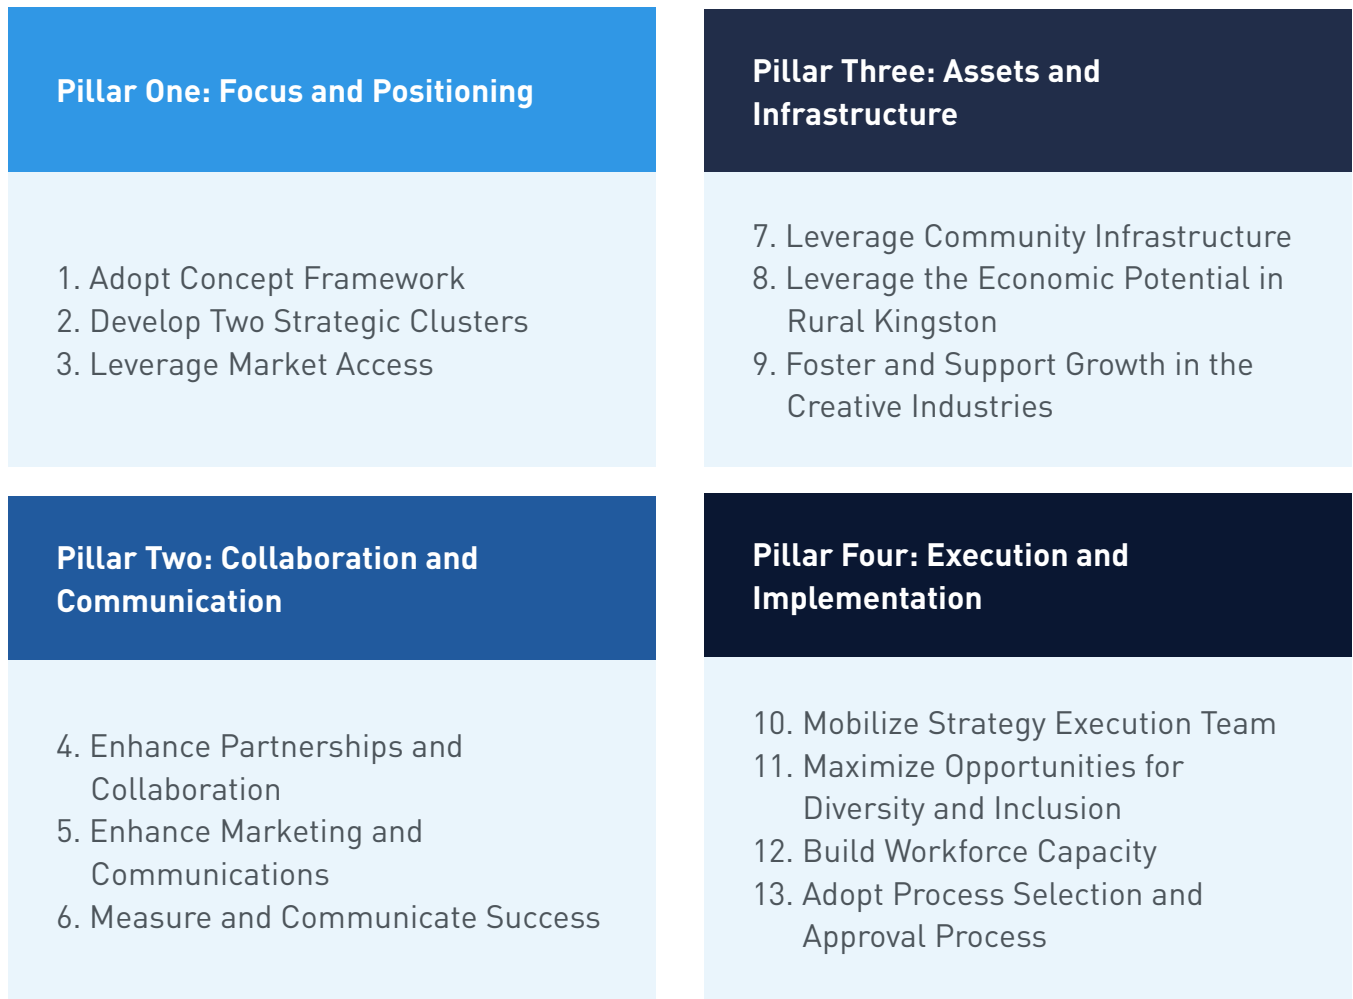 Pillar One: Focus and Positioning
1. Adopt Concept Framework
2. Develop Two Strategic Clusters
3. Leverage Market Access
Pillar Two: Collaboration and
Communication
4. Enhance Partnerships and
Collaboration
5. Enhance Marketing and
Communications
6. Measure and Communicate Success
Pillar Three: Assets and
Infrastructure
7. Leverage Community Infrastructure
8. Leverage the Economic Potential in
Rural Kingston
9. Foster and Support Growth in the
Creative Industries
Pillar Four: Execution and
Implementation
10. Mobilize Strategy Execution Team
11. Maximize Opportunities for
Diversity and Inclusion
12. Build Workforce Capacity
13. Adopt Process Selection and
Approval Process